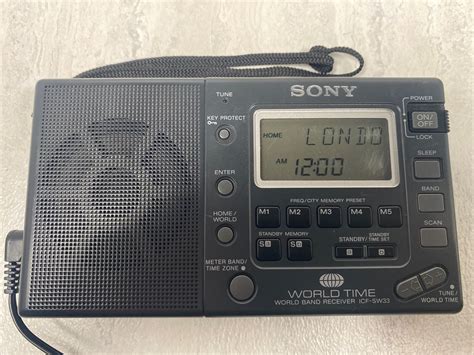 TUNE
SONY
POWER
ON/
OFF
LOCK
KEY PROTECT
HOME LONDO
AM 12:00
SLEEP
ENTER
BAND
FREQ/CITY MEMORY PRESET
M1 M2 M3 M4 M5
HOME/
WORLD
SCAN
STANDBY MEMORY
STANDBY/TIME SET
METER BAND/
TIME ZONE
WORLD TIME
WORLD BAND RECEIVER ICF-SW33
TUNE/
WORLD TIME